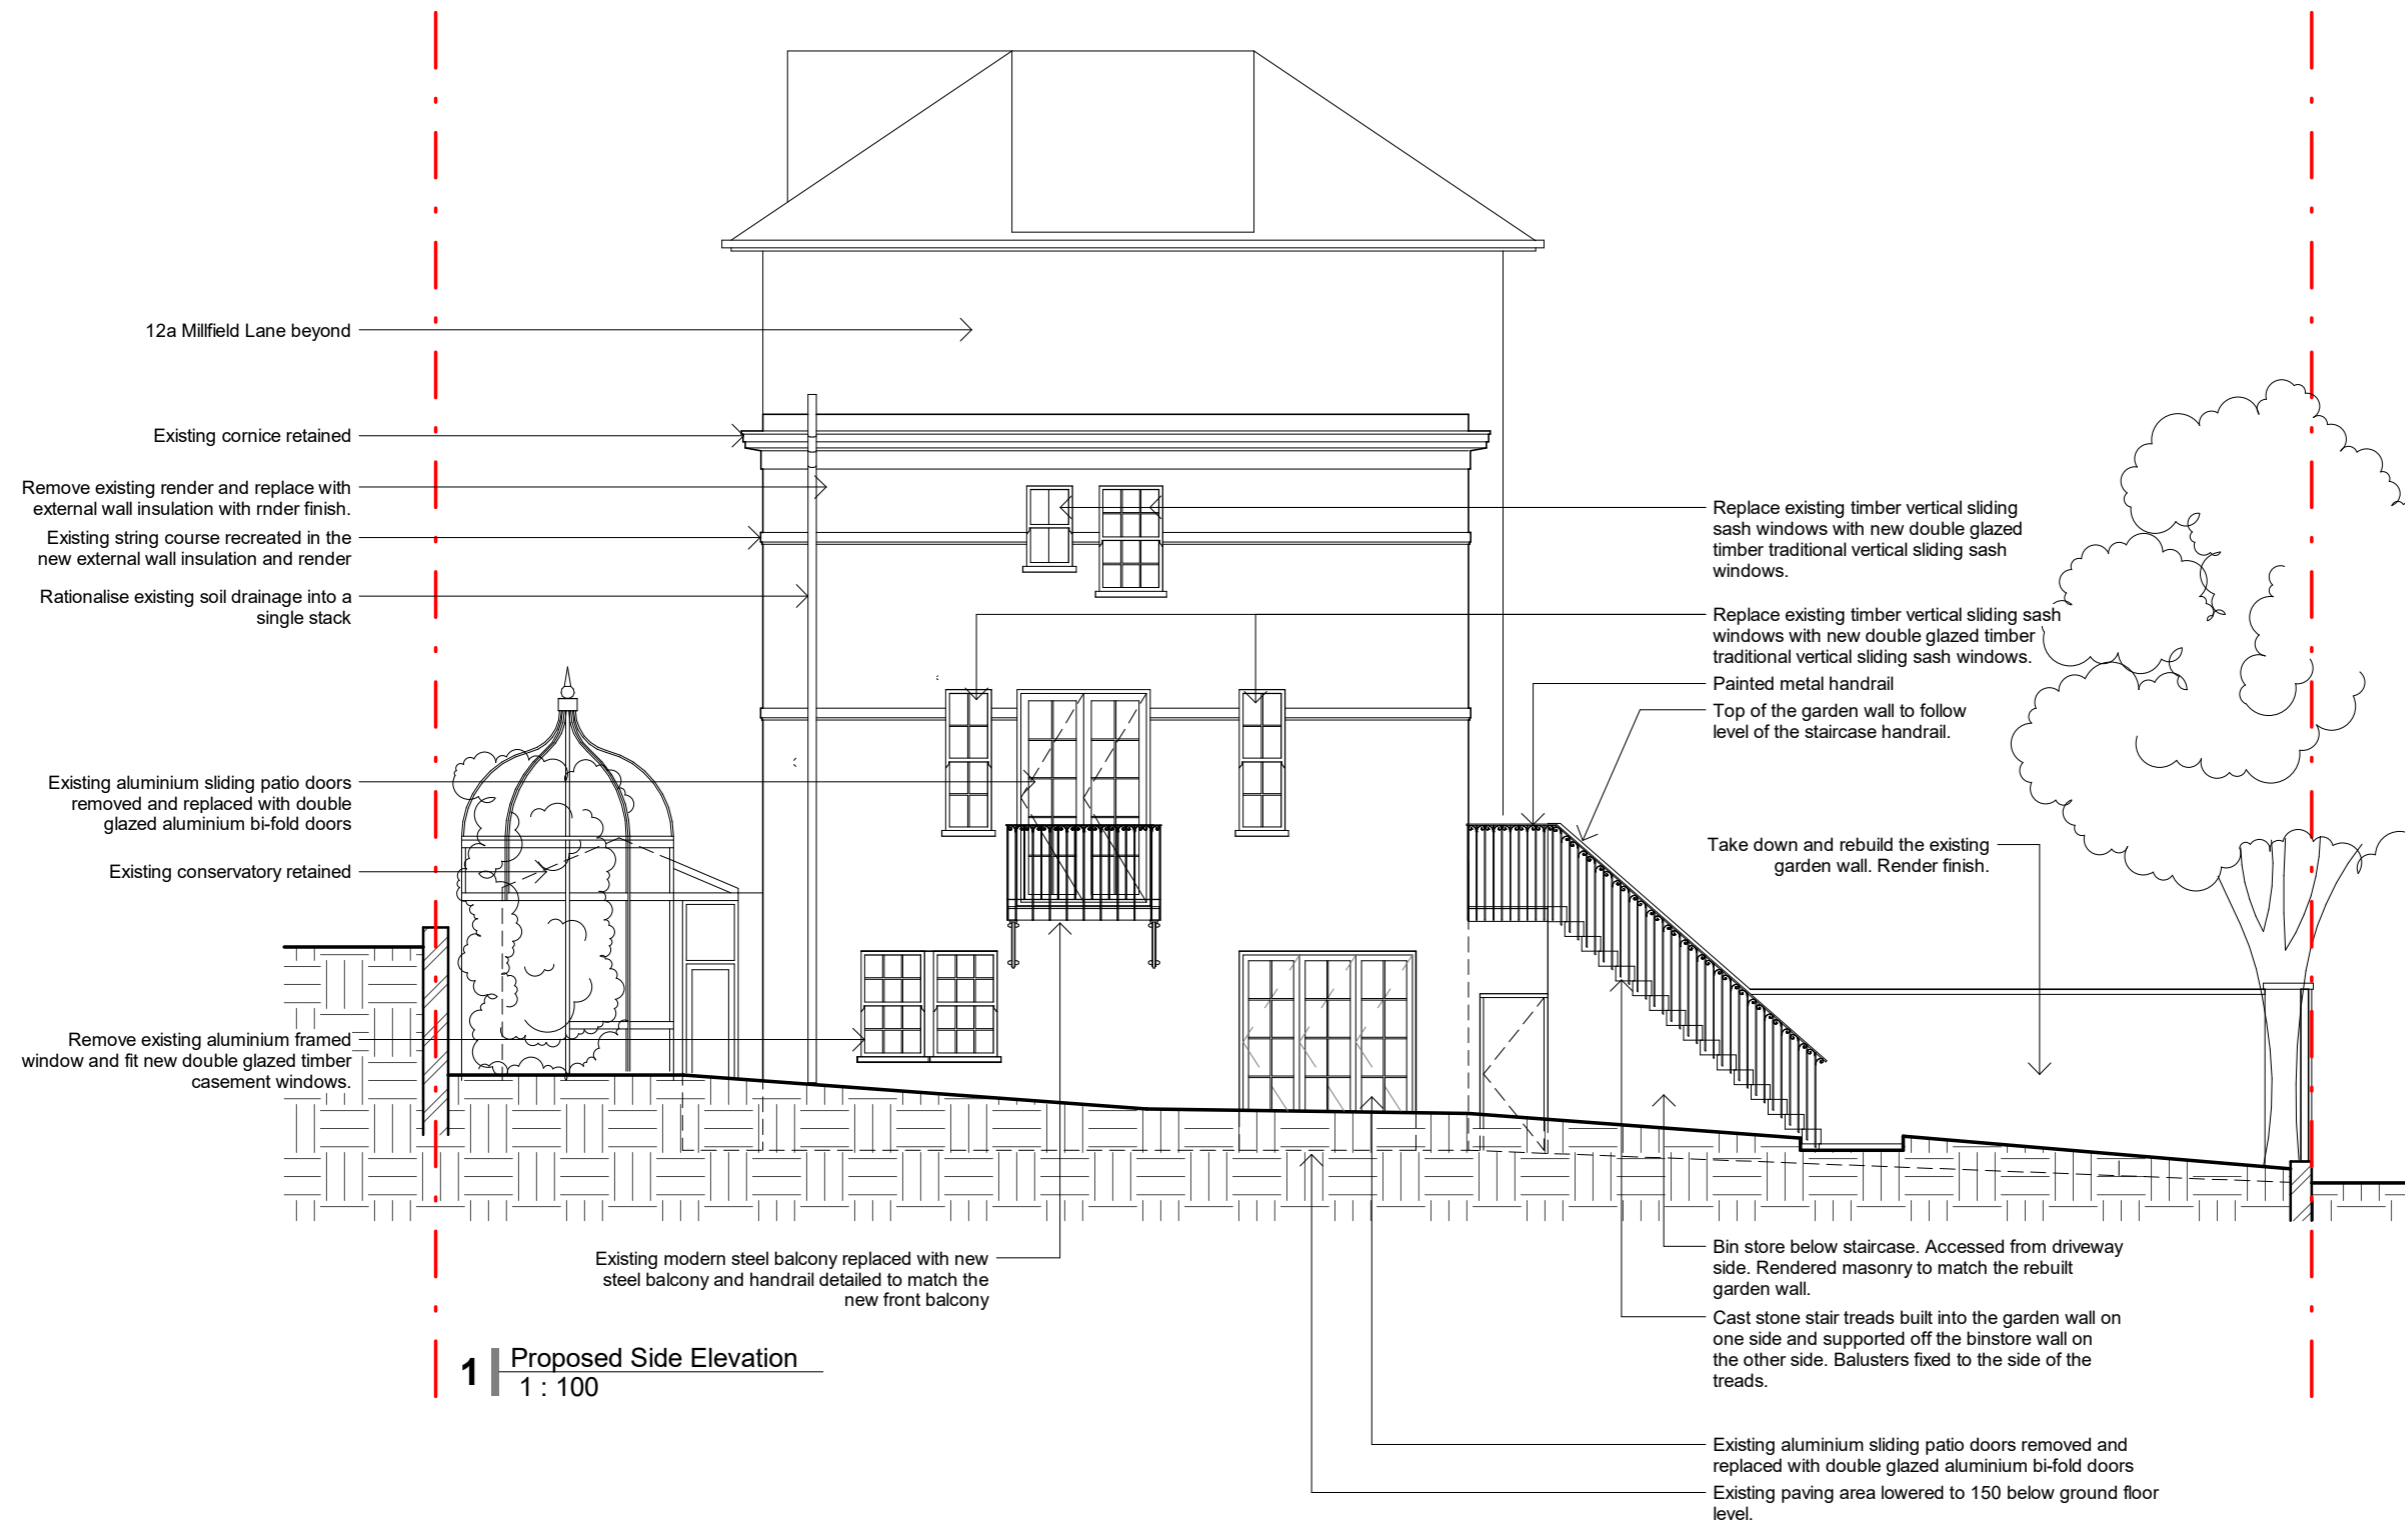 12a Millfield Lane beyond
Existing cornice retained
Remove existing render and replace with
external wall insulation with rnder finish.
Existing string course recreated in the
new external wall insulation and render
Rationalise existing soil drainage into a
single stack
Existing aluminium sliding patio doors
removed and replaced with double
glazed aluminium bi-fold doors
Existing conservatory retained
Remove existing aluminium framed
window and fit new double glazed timber
casement windows.
Existing modern steel balcony replaced with new
steel balcony and handrail detailed to match the
new front balcony
Replace existing timber vertical sliding
sash windows with new double glazed
timber traditional vertical sliding sash
windows.
Replace existing timber vertical sliding sash
windows with new double glazed timber
traditional vertical sliding sash windows.
Painted metal handrail
Top of the garden wall to follow
level of the staircase handrail.
Take down and rebuild the existing
garden wall. Render finish.
Bin store below staircase. Accessed from driveway
side. Rendered masonry to match the rebuilt
garden wall.
Cast stone stair treads built into the garden wall on
one side and supported off the binstore wall on
the other side. Balusters fixed to the side of the
treads.
Existing aluminium sliding patio doors removed and
replaced with double glazed aluminium bi-fold doors
Existing paving area lowered to 150 below ground floor
level.
1 Proposed Side Elevation
1 : 100